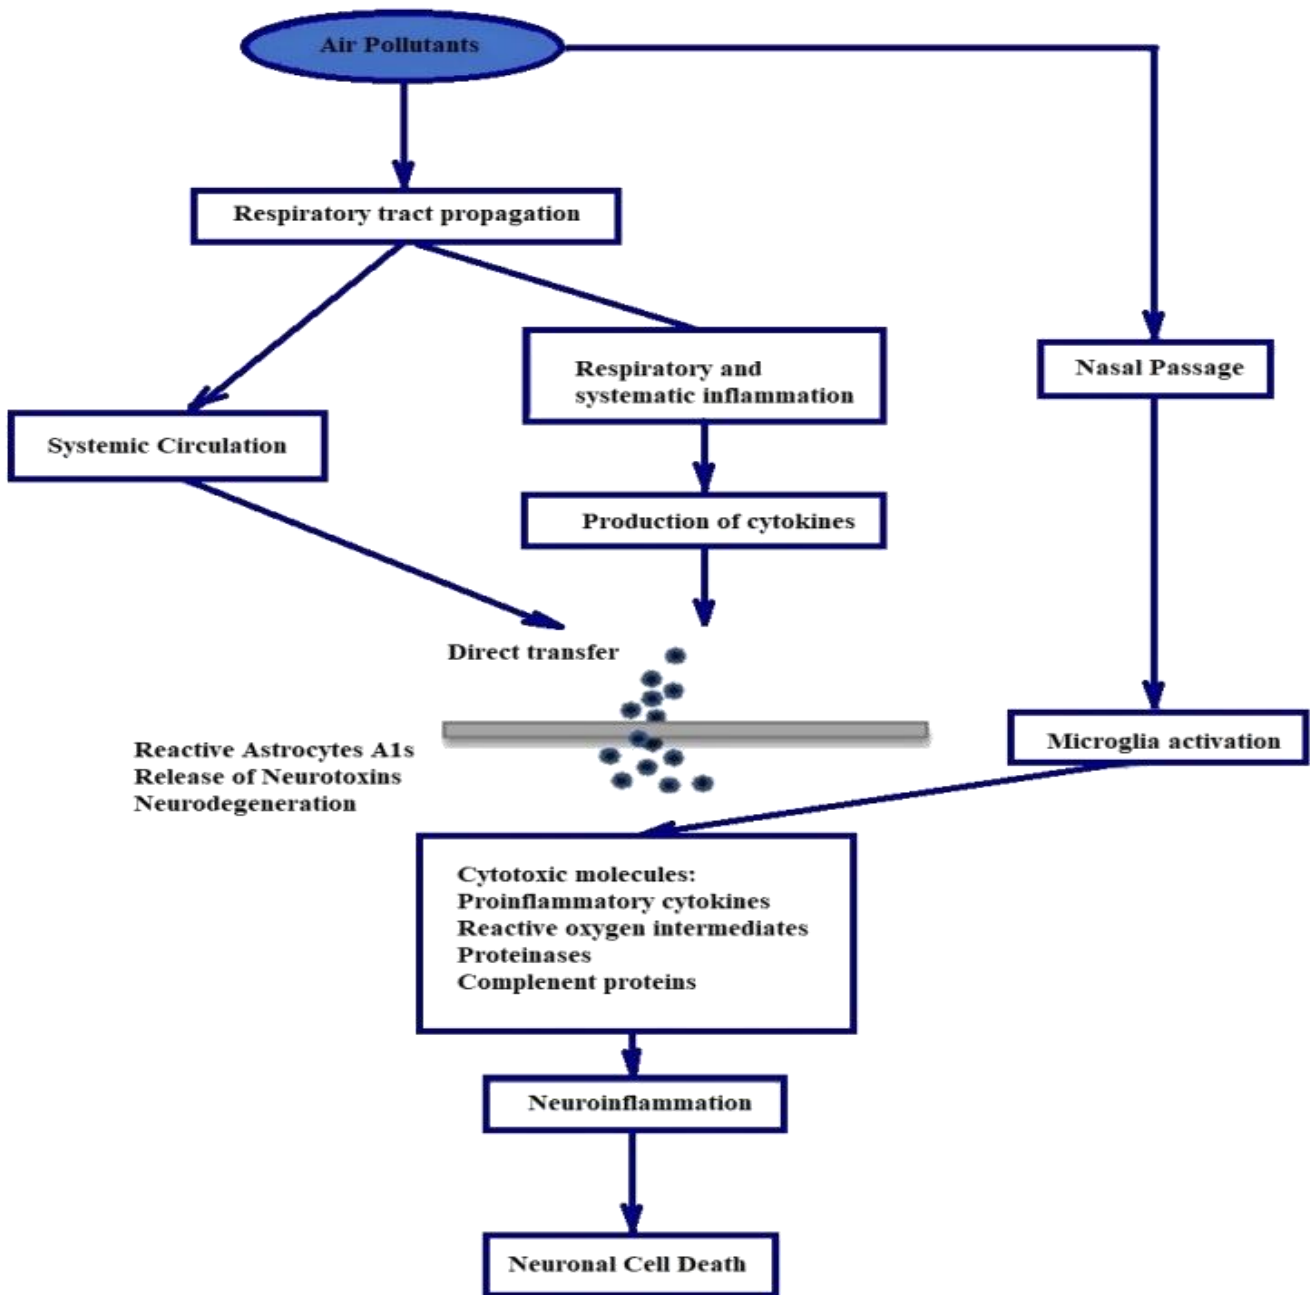 Air Pollutants
Respiratory tract propagation
Respiratory and
systematic inflammation
Nasal Passage
Systemic Circulation
Production of cytokines
Direct transfer
Reactive Astrocytes A1s
Release of Neurotoxins
Neurodegeneration
Microglia activation
Cytotoxic molecules:
Proinflammatory cytokines
Reactive oxygen intermediates
Proteinases
Complenent proteins
Neuroinflammation
Neuronal Cell Death